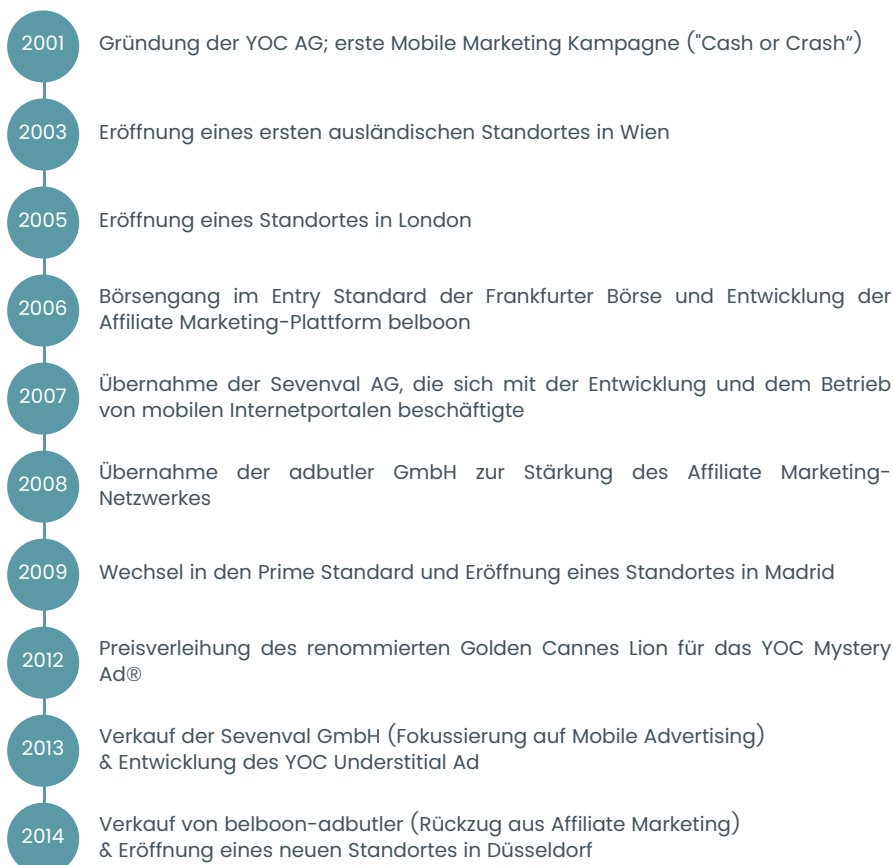 2001
Gründung der YOC AG; erste Mobile Marketing Kampagne ("Cash or Crash“)
2003
Eröffnung eines ersten ausländischen Standortes in Wien
2005
Eröffnung eines Standortes in London
2006
Börsengang im Entry Standard der Frankfurter Börse und Entwicklung der
Affiliate Marketing-Plattform belboon
2007
Übernahme der Sevenval AG, die sich mit der Entwicklung und dem Betrieb
von mobilen Internetportalen beschäftigte
2008
Übernahme der adbutler GmbH zur Stärkung des Affiliate Marketing-
Netzwerkes
2009
Wechsel in den Prime Standard und Eröffnung eines Standortes in Madrid
2012
Preisverleihung des renommierten Golden Cannes Lion für das YOC Mystery
Ad®
2013
Verkauf der Sevenval GmbH (Fokussierung auf Mobile Advertising)
& Entwicklung des YOC Understitial Ad
2014
Verkauf von belboon-adbutler (Rückzug aus Affiliate Marketing)
& Eröffnung eines neuen Standortes in Düsseldorf